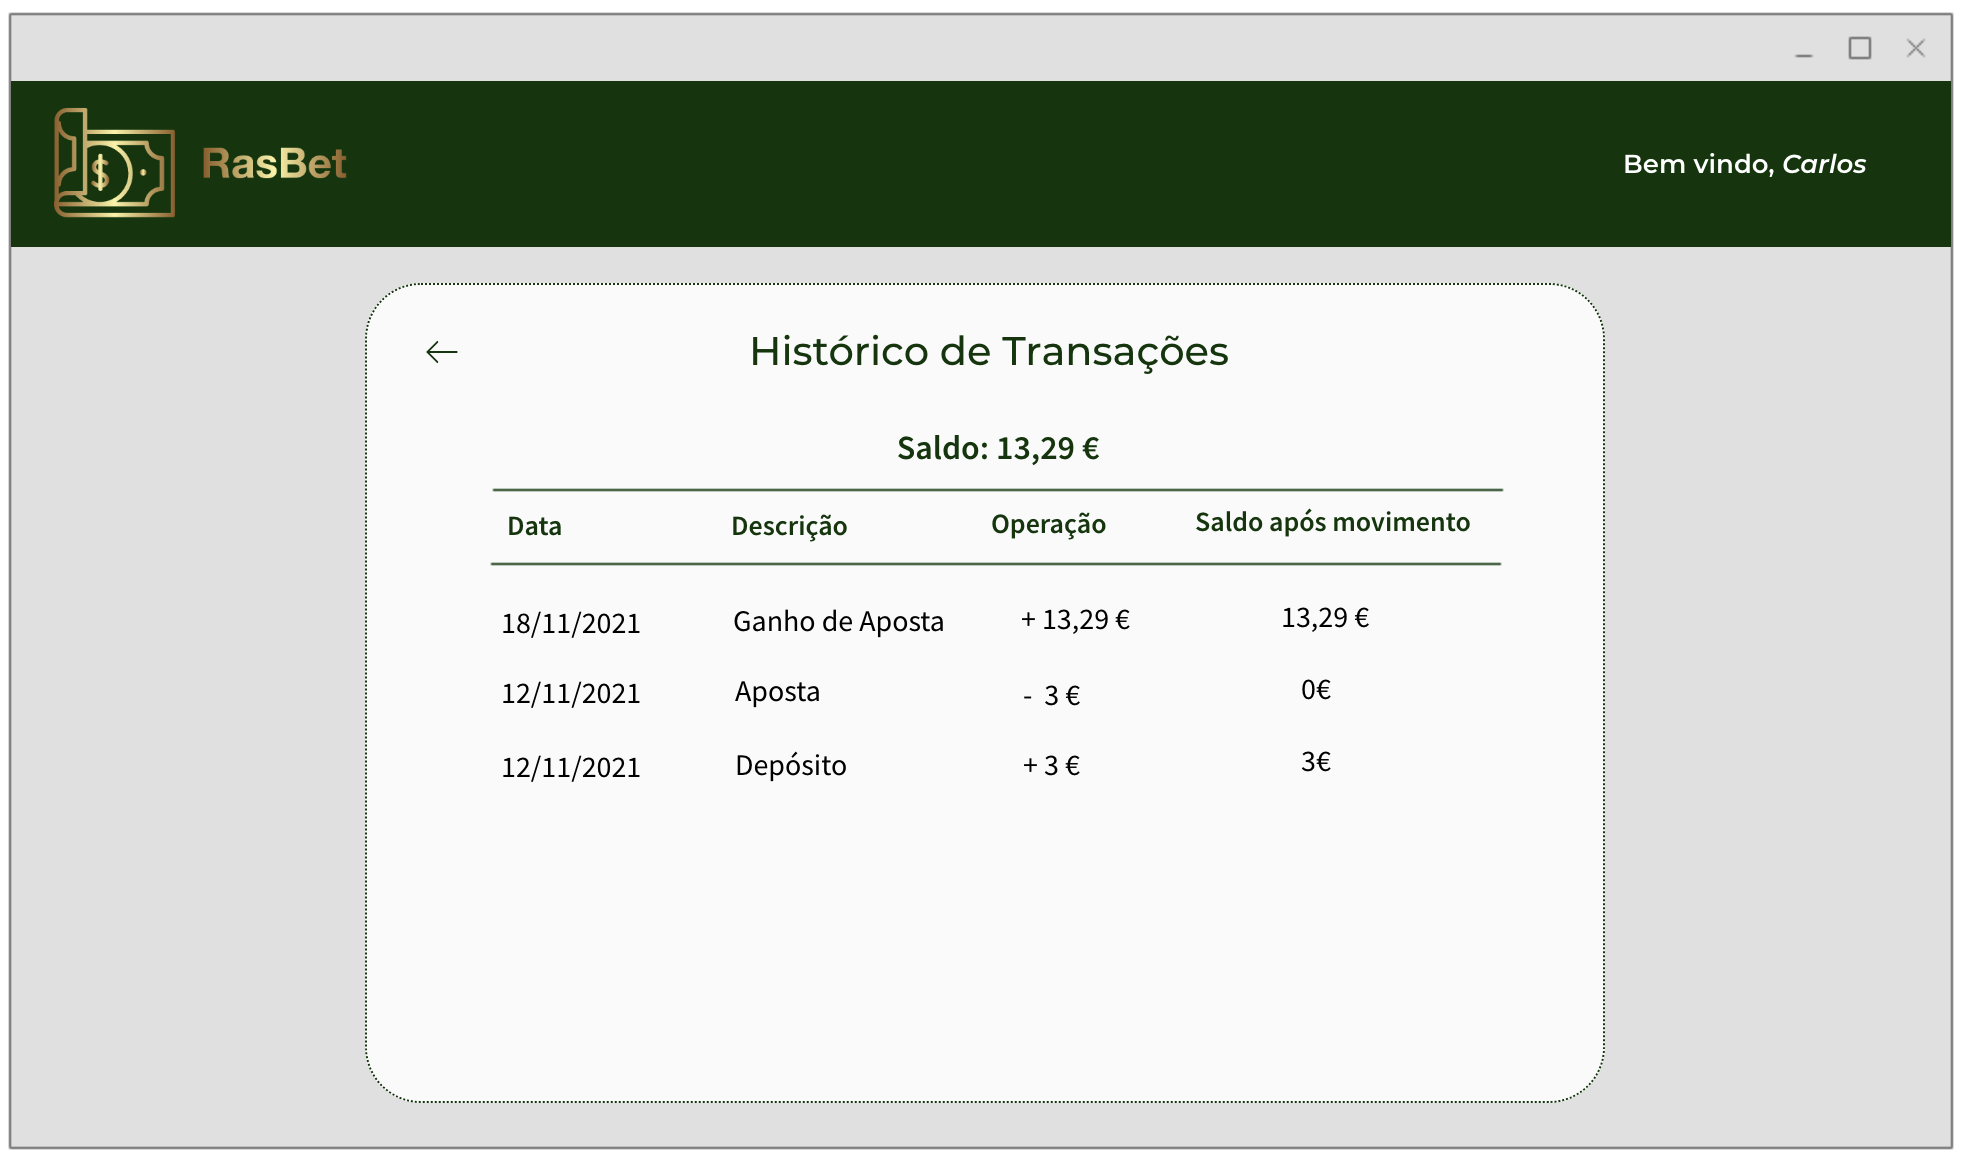 RasBet
Bem vindo, Carlos
Histórico de Transações
Saldo: 13,29 €
Data Descrição Operação Saldo após movimento
18/11/2021 Ganho de Aposta + 13,29 € 13,29 €
12/11/2021 Aposta - 3 € 0€
12/11/2021 Depósito + 3 € 3€